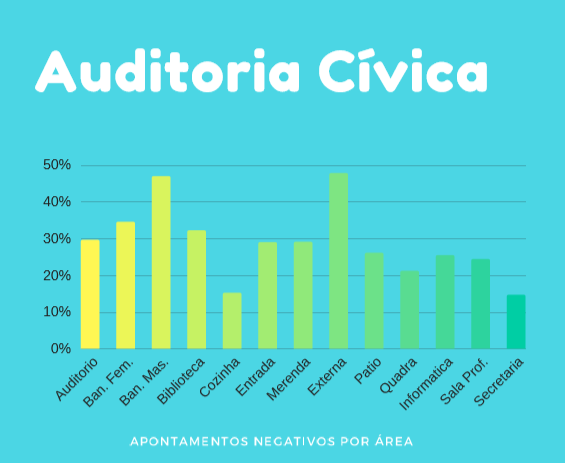 Auditoria Cívica
50%
40%
30%
20%
10%
0%
Auditorio
Ban. Fem.
Ban. Mas.
Biblioteca
Cozinha
Entrada
Merenda
Externa
Patio
Quadra
Informatica
Sala Prof.
Secretaria
APONTAMENTOS NEGATIVOS POR ÁREA